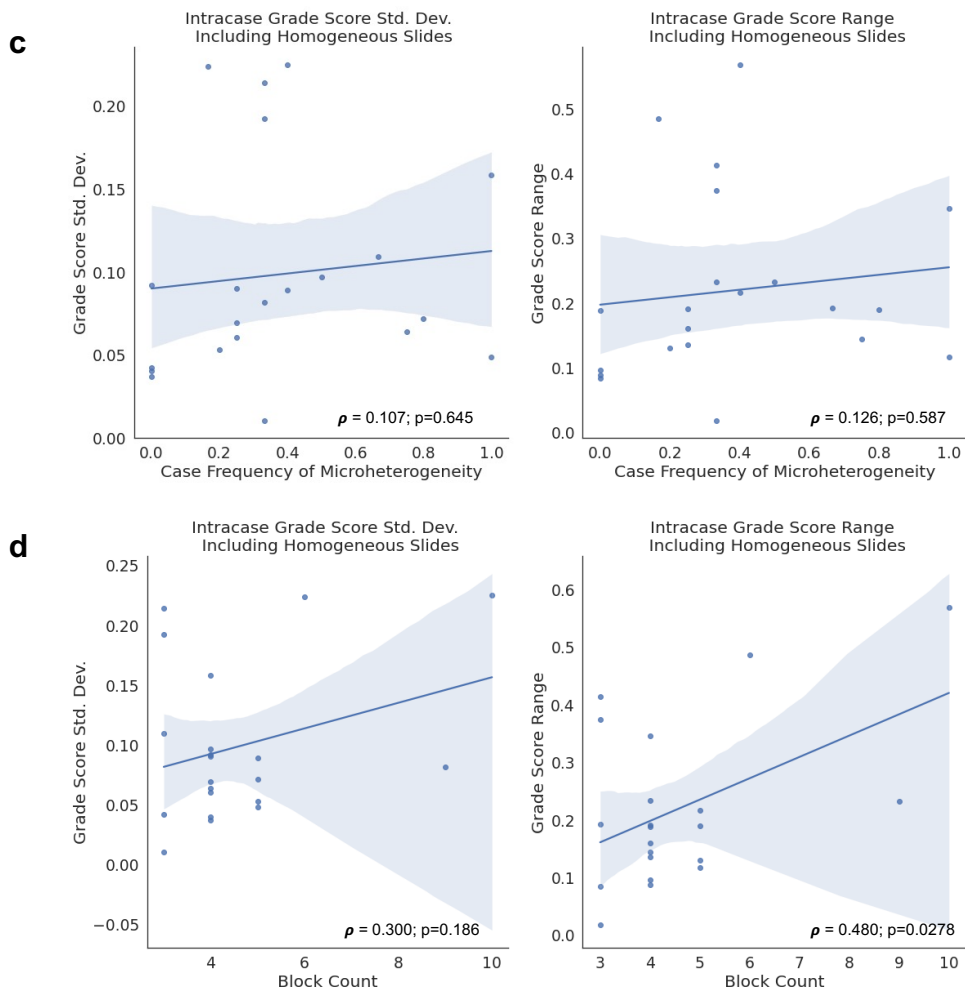 c
Intracase Grade Score Std. Dev.
Including Homogeneous Slides
Grade Score Std. Dev.
0.20
0.15
0.10
0.05
0.00
0.0 0.2 0.4 0.6 0.8 1.0
Case Frequency of Microheterogeneity
ρ = 0.107; p=0.645
Intracase Grade Score Range
Including Homogeneous Slides
Grade Score Range
0.5
0.4
0.3
0.2
0.1
0.0
0.0 0.2 0.4 0.6 0.8 1.0
Case Frequency of Microheterogeneity
ρ = 0.126; p=0.587
d
Intracase Grade Score Std. Dev.
Including Homogeneous Slides
Grade Score Std. Dev.
0.25
0.20
0.15
0.10
0.05
0.00
−0.05
4 6 8 10
Block Count
ρ = 0.300; p=0.186
Intracase Grade Score Range
Including Homogeneous Slides
Grade Score Range
0.6
0.5
0.4
0.3
0.2
0.1
0.0
3 4 5 6 7 8 9 10
Block Count
ρ = 0.480; p=0.0278